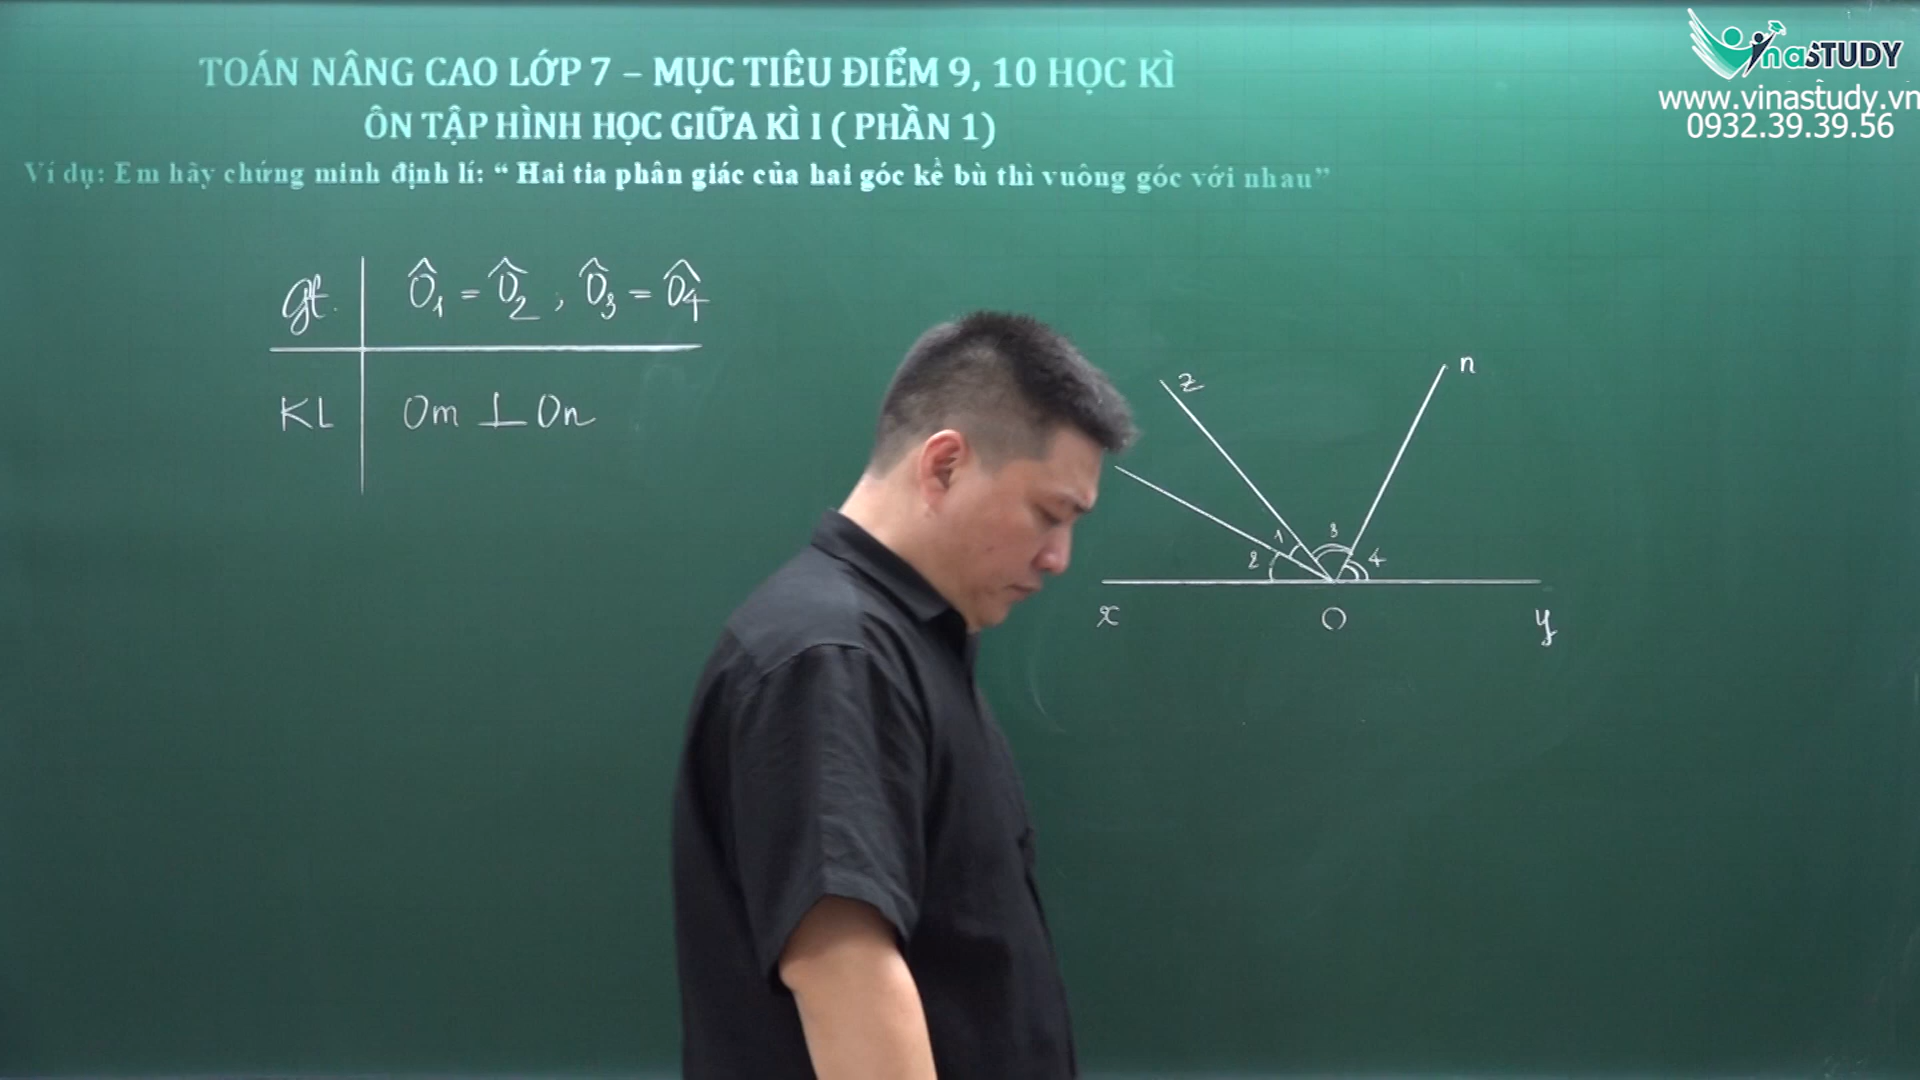 VinaSTUDY
www.vinastudy.vn
0932.39.39.56
TOÁN NÂNG CAO LỚP 7 – MỤC TIÊU ĐIỂM 9, 10 HỌC KÌ
ÔN TẬP HÌNH HỌC GIỮA KÌ I ( PHẦN 1)
Ví dụ: Em hãy chứng minh định lí: “ Hai tia phân giác của hai góc kề bù thì vuông góc với nhau”
gt. Ô₁ = Ô₂ , Ô₃ = Ô₄
KL Om ⊥ On
z
n
1
3
2
4
x
O
y